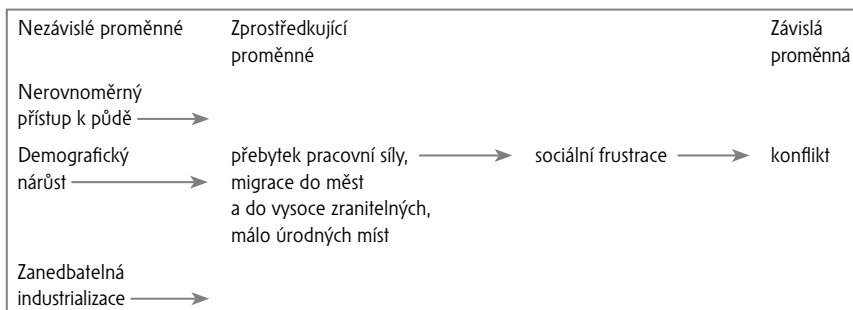 Nezávislé proměnné
Zprostředkující
proměnné
Závislá
proměnná
Nerovnoměrný
přístup k půdě
Demografický
nárůst
přebytek pracovní síly,
migrace do měst
a do vysoce zranitelných,
málo úrodných míst
sociální frustrace
konflikt
Zanedbatelná
industrializace